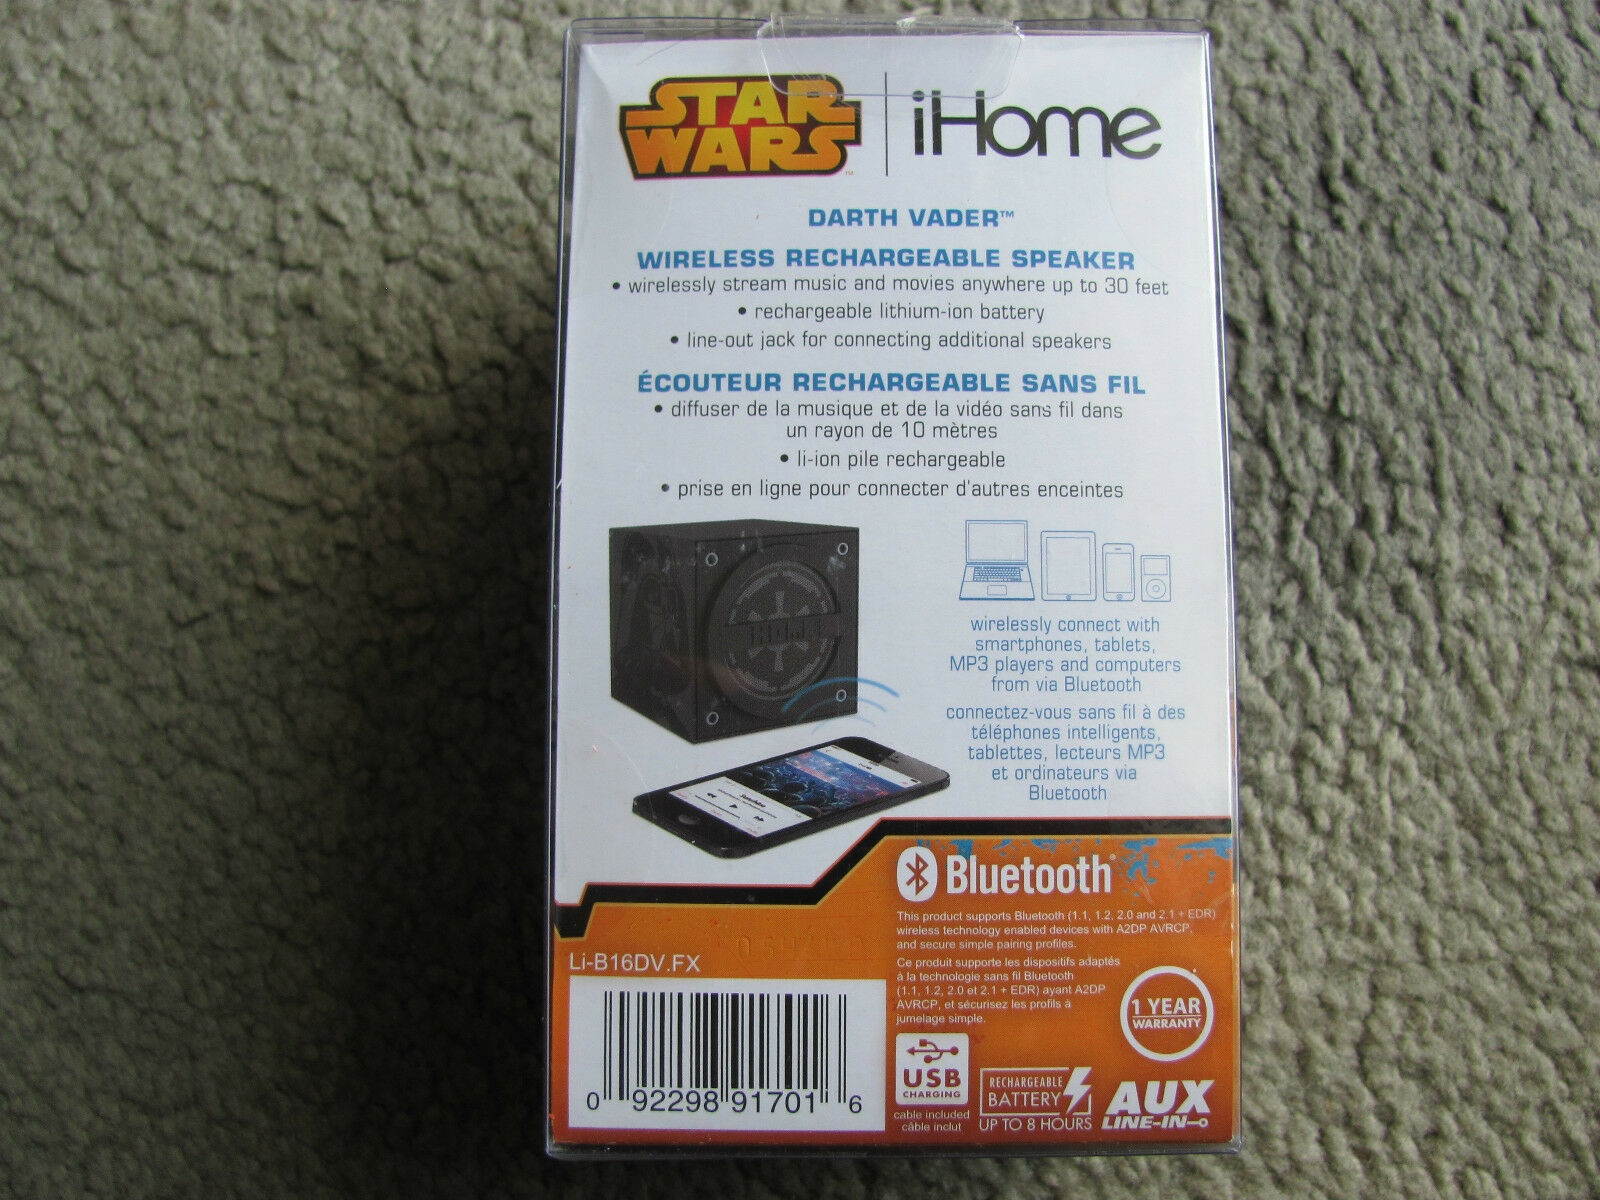 STAR
WARS™
iHome
DARTH VADER™
WIRELESS RECHARGEABLE SPEAKER
• wirelessly stream music and movies anywhere up to 30 feet
• rechargeable lithium-ion battery
• line-out jack for connecting additional speakers
ÉCOUTEUR RECHARGEABLE SANS FIL
• diffuser de la musique et de la vidéo sans fil dans
un rayon de 10 mètres
• li-ion pile rechargeable
• prise en ligne pour connecter d'autres enceintes
iHOME
wirelessly connect with
smartphones, tablets,
MP3 players and computers
from via Bluetooth
connectez-vous sans fil à des
téléphones intelligents,
tablettes, lecteurs MP3
et ordinateurs via
Bluetooth
Bluetooth®
This product supports Bluetooth (1.1, 1.2, 2.0 and 2.1 + EDR)
wireless technology enabled devices with A2DP AVRCP,
and secure simple pairing profiles.
Ce produit supporte les dispositifs adaptés
à la technologie sans fil Bluetooth
(1.1, 1.2, 2.0 et 2.1 + EDR) ayant A2DP
AVRCP, et sécurisez les profils à
jumelage simple.
1 YEAR
WARRANTY
Li-B16DV.FX
0 92298 91701 6
USB
CHARGING
cable included
câble inclut
RECHARGEABLE
BATTERY
UP TO 8 HOURS
AUX
LINE-IN